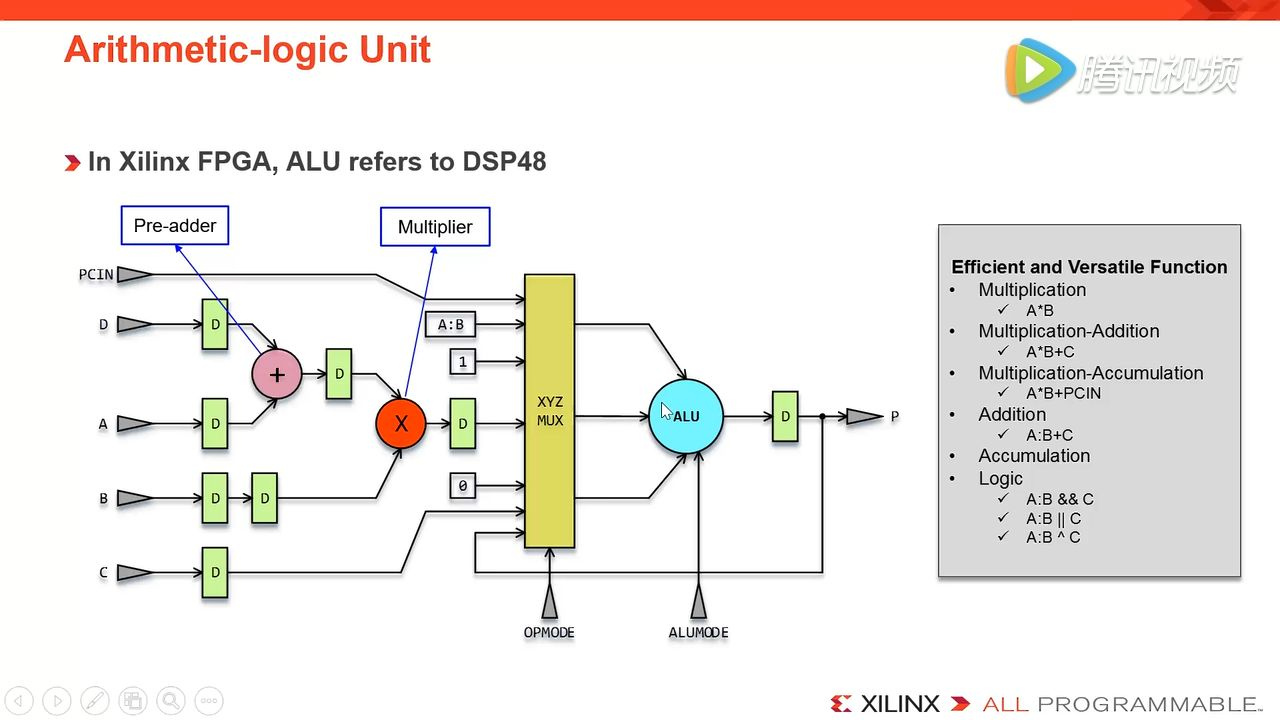 Arithmetic-logic Unit
腾讯视频
In Xilinx FPGA, ALU refers to DSP48
Pre-adder
Multiplier
PCIN
D
D
+
D
A
D
X
D
B
D
D
C
D
A:B
1
0
XYZ
MUX
ALU
D
P
OPMODE
ALUMODE
Efficient and Versatile Function
• Multiplication
✓ A*B
• Multiplication-Addition
✓ A*B+C
• Multiplication-Accumulation
✓ A*B+PCIN
• Addition
✓ A:B+C
• Accumulation
• Logic
✓ A:B && C
✓ A:B || C
✓ A:B ^ C
XILINX ALL PROGRAMMABLE™